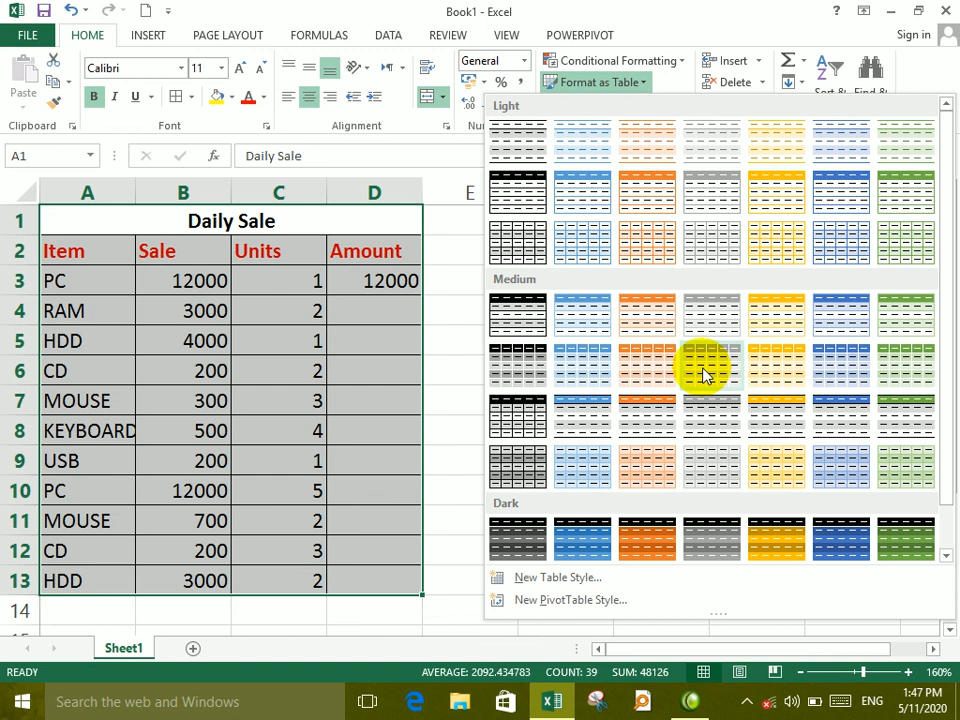 Book1 - Excel
Sign in
FILE HOME INSERT PAGE LAYOUT FORMULAS DATA REVIEW VIEW POWERPIVOT
Paste
Calibri 11
General
Conditional Formatting
Format as Table
Insert
Delete
Clipboard Font Alignment
A1 Daily Sale
A B C D E
1 Daily Sale
2 Item Sale Units Amount
3 PC 12000 1 12000
4 RAM 3000 2
5 HDD 4000 1
6 CD 200 2
7 MOUSE 300 3
8 KEYBOARD 500 4
9 USB 200 1
10 PC 12000 5
11 MOUSE 700 2
12 CD 200 3
13 HDD 3000 2
14
Light
Medium
Dark
New Table Style...
New PivotTable Style...
Sheet1
READY AVERAGE: 2092.434783 COUNT: 39 SUM: 48126 160%
Search the web and Windows
ENG
1:47 PM
5/11/2020